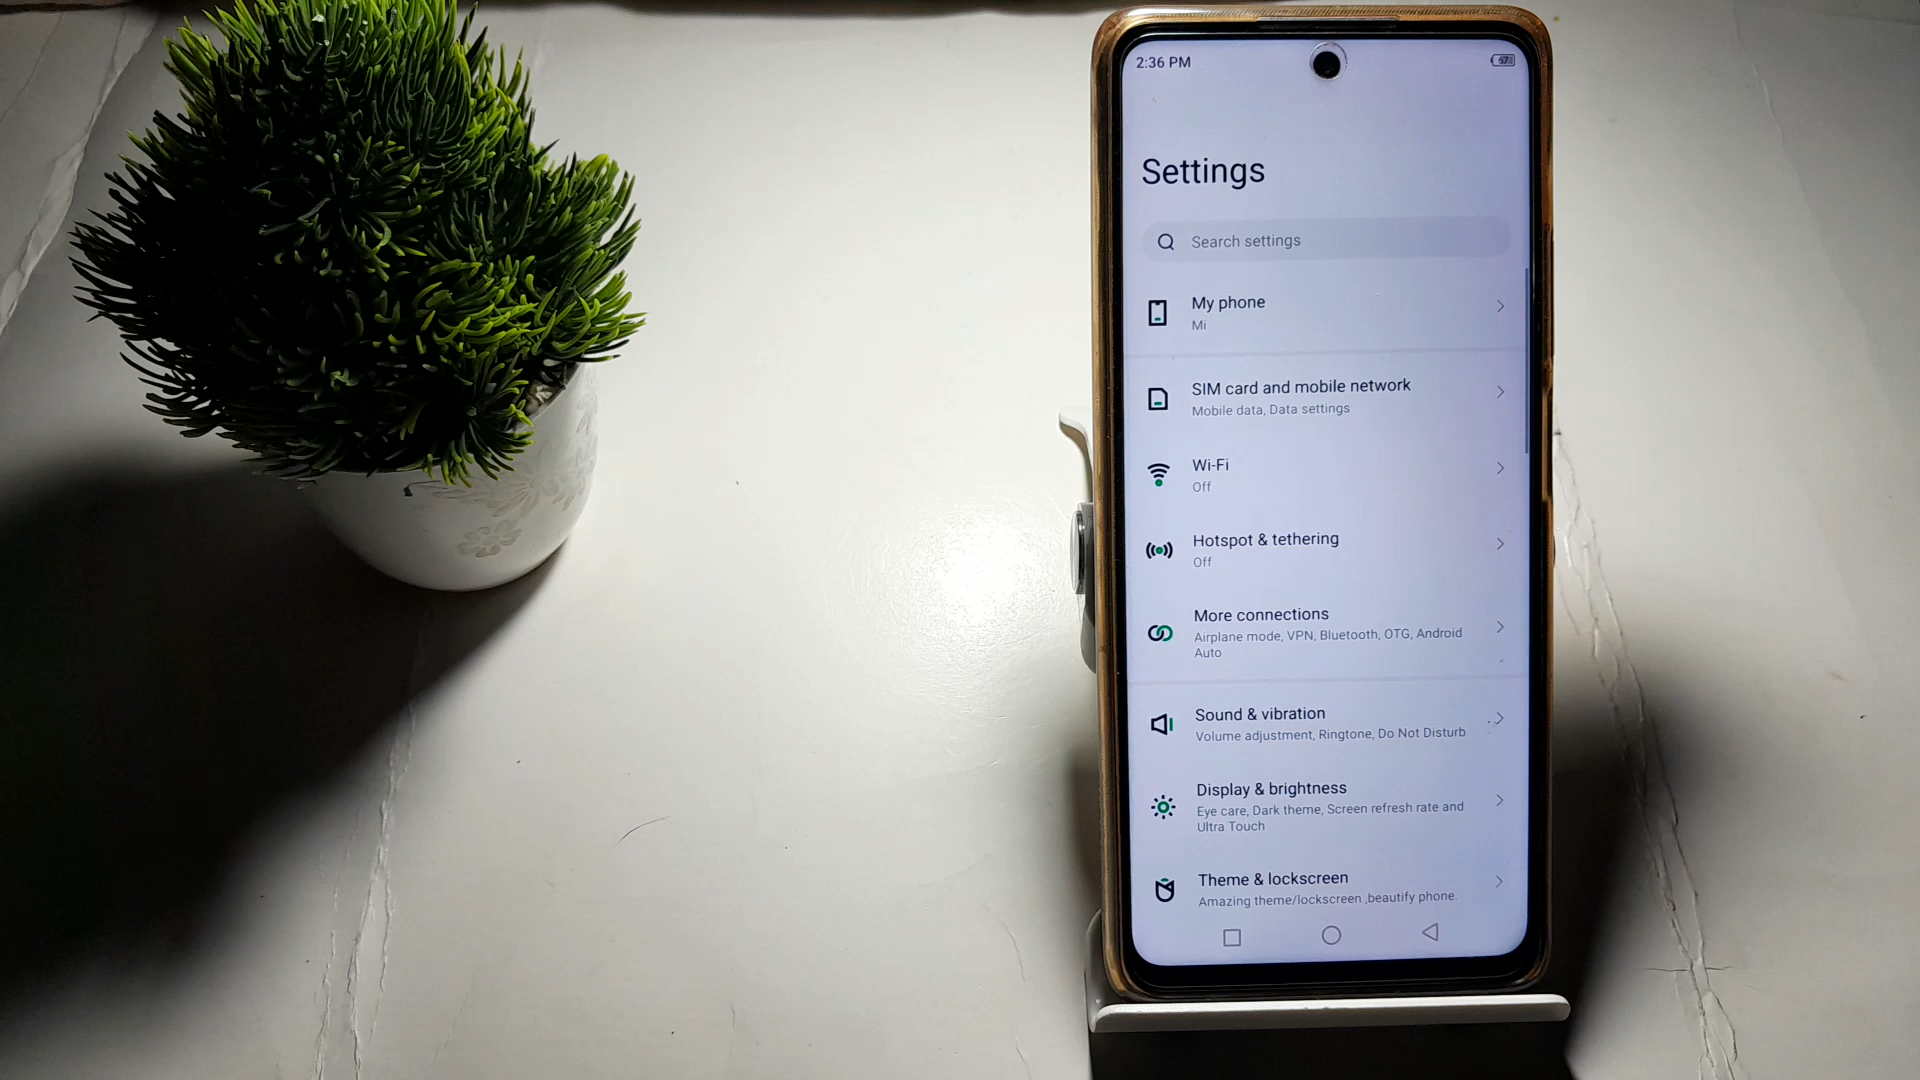 2:36 PM
67
Settings
Search settings
My phone
Mi
SIM card and mobile network
Mobile data, Data settings
Wi-Fi
Off
Hotspot & tethering
Off
More connections
Airplane mode, VPN, Bluetooth, OTG, Android
Auto
Sound & vibration
Volume adjustment, Ringtone, Do Not Disturb
Display & brightness
Eye care, Dark theme, Screen refresh rate and
Ultra Touch
Theme & lockscreen
Amazing theme/lockscreen ,beautify phone.